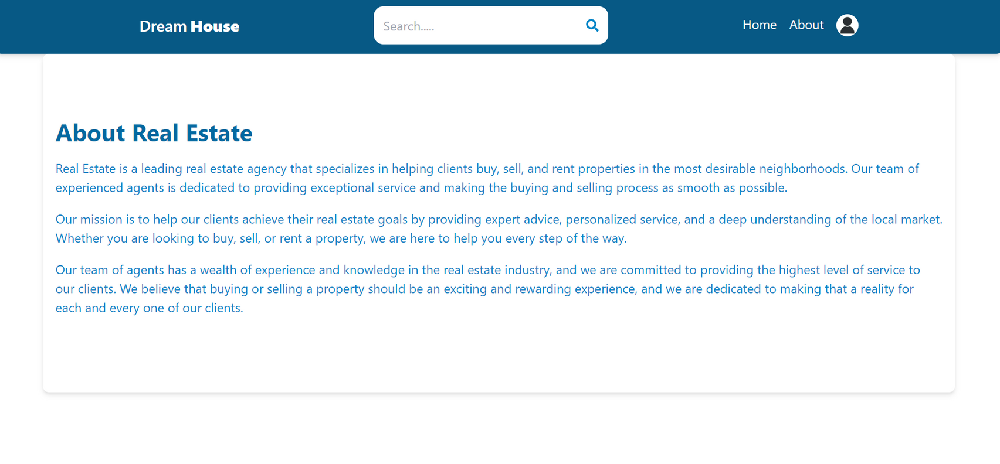 Dream House
Search.....
Home About
About Real Estate
Real Estate is a leading real estate agency that specializes in helping clients buy, sell, and rent properties in the most desirable neighborhoods. Our team of
experienced agents is dedicated to providing exceptional service and making the buying and selling process as smooth as possible.
Our mission is to help our clients achieve their real estate goals by providing expert advice, personalized service, and a deep understanding of the local market.
Whether you are looking to buy, sell, or rent a property, we are here to help you every step of the way.
Our team of agents has a wealth of experience and knowledge in the real estate industry, and we are committed to providing the highest level of service to
our clients. We believe that buying or selling a property should be an exciting and rewarding experience, and we are dedicated to making that a reality for
each and every one of our clients.